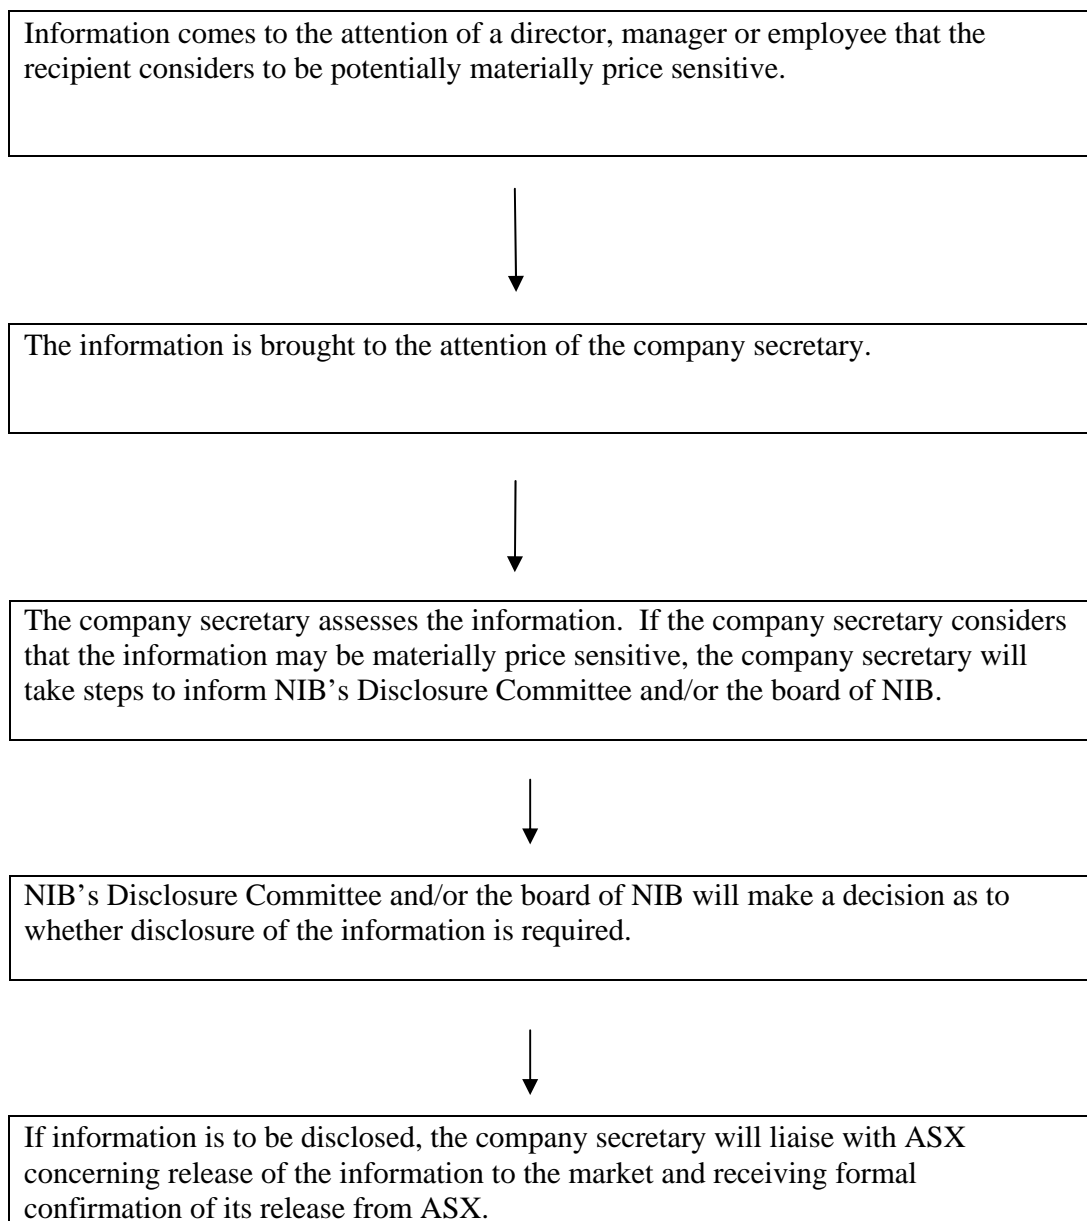 Information comes to the attention of a director, manager or employee that the
recipient considers to be potentially materially price sensitive.
The information is brought to the attention of the company secretary.
The company secretary assesses the information.  If the company secretary considers
that the information may be materially price sensitive, the company secretary will
take steps to inform NIB’s Disclosure Committee and/or the board of NIB.
NIB’s Disclosure Committee and/or the board of NIB will make a decision as to
whether disclosure of the information is required.
If information is to be disclosed, the company secretary will liaise with ASX
concerning release of the information to the market and receiving formal
confirmation of its release from ASX.